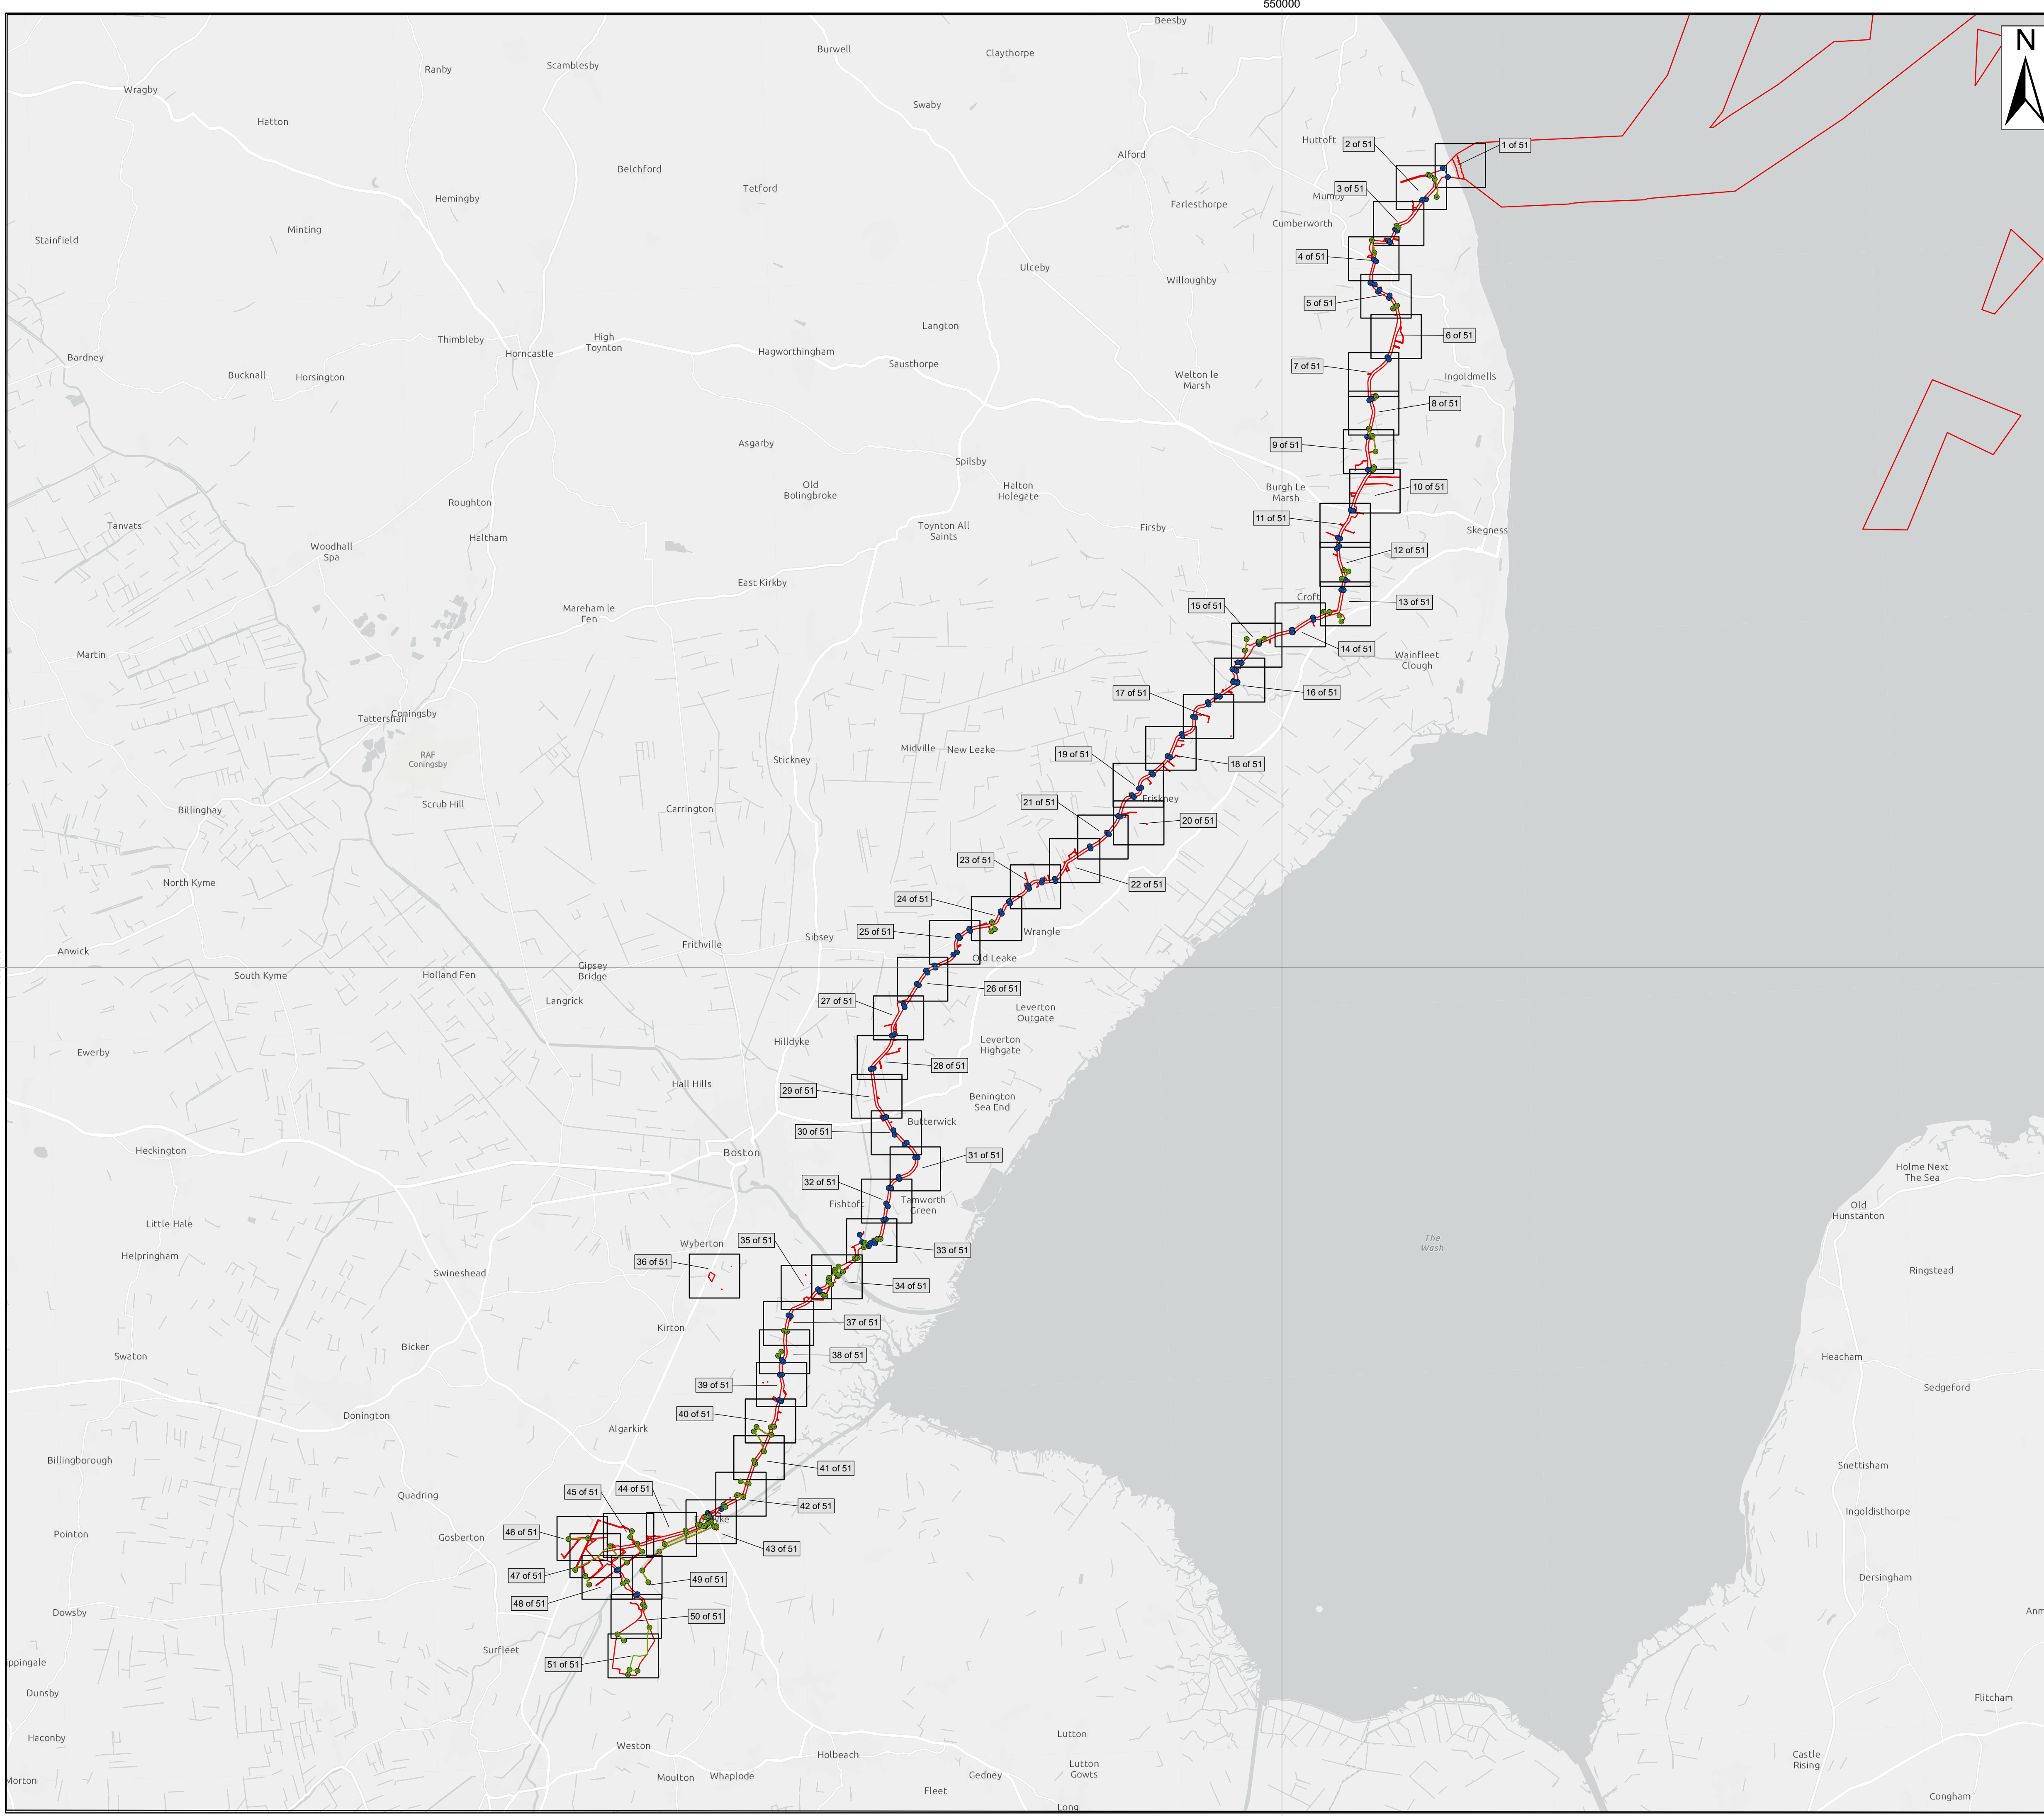 550000
N
Beesby
Burwell
Claythorpe
Ranby
Scamblesby
Wragby
Swaby
Hatton
Huttoft
2 of 51
1 of 51
Alford
Belchford
Tetford
3 of 51
Mumby
Hemingby
Farlesthorpe
Cumberworth
Minting
Stainfield
4 of 51
Ulceby
Willoughby
5 of 51
Langton
6 of 51
Thimbleby
High
Toynton
Horncastle
Hagworthingham
Sausthorpe
Bardney
7 of 51
Bucknall
Horsington
Welton le
Marsh
Ingoldmells
8 of 51
Asgarby
9 of 51
Spilsby
Old
Bolingbroke
Halton
Holegate
Burgh Le
Marsh
10 of 51
Roughton
Tanvats
Toynton All
Saints
Firsby
11 of 51
Skegness
Haltham
Woodhall
Spa
12 of 51
East Kirkby
Mareham le
Fen
15 of 51
Croft
13 of 51
14 of 51
Martin
Wainfleet
Clough
17 of 51
16 of 51
Tattershall
Coningsby
RAF
Coningsby
Stickney
Midville
New Leake
19 of 51
18 of 51
Scrub Hill
Billinghay
Carrington
21 of 51
Friskney
20 of 51
23 of 51
22 of 51
North Kyme
24 of 51
25 of 51
Wrangle
Sibsey
Frithville
Anwick
Old Leake
South Kyme
Holland Fen
Gipsey
Bridge
26 of 51
Langrick
27 of 51
Leverton
Outgate
Ewerby
Hilldyke
Leverton
Highgate
28 of 51
Hall Hills
29 of 51
Benington
Sea End
Butterwick
30 of 51
Heckington
Boston
31 of 51
Holme Next
The Sea
32 of 51
Fishtoft
Tamworth
Green
Old
Hunstanton
Little Hale
Helpringham
Wyberton
35 of 51
33 of 51
The
Wash
36 of 51
Swineshead
34 of 51
Ringstead
Kirton
37 of 51
Bicker
38 of 51
Swaton
Heacham
39 of 51
Sedgeford
Donington
40 of 51
Algarkirk
Billingborough
41 of 51
Snettisham
Quadring
45 of 51
44 of 51
42 of 51
Ingoldisthorpe
Pointon
Gosberton
46 of 51
43 of 51
47 of 51
49 of 51
Dersingham
48 of 51
Dowsby
50 of 51
Anm
Surfleet
51 of 51
ippingale
Dunsby
Flitcham
Haconby
Lutton
Weston
Holbeach
Lutton
Gowts
Castle
Rising
Morton
Moulton
Whaplode
Gedney
Fleet
Congham
Long